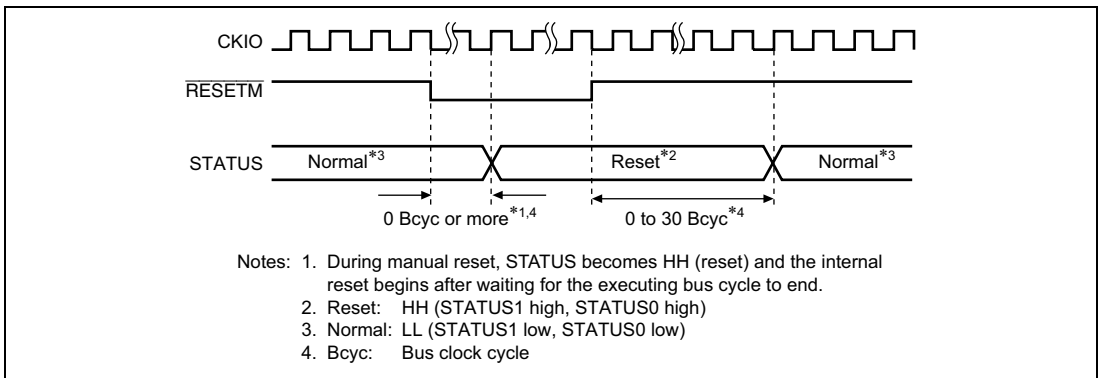 CKIO
RESETM
STATUS Normal*3 Reset*2 Normal*3
0 Bcyc or more*1,4 0 to 30 Bcyc*4
Notes: 1. During manual reset, STATUS becomes HH (reset) and the internal
reset begins after waiting for the executing bus cycle to end.
2. Reset: HH (STATUS1 high, STATUS0 high)
3. Normal: LL (STATUS1 low, STATUS0 low)
4. Bcyc: Bus clock cycle